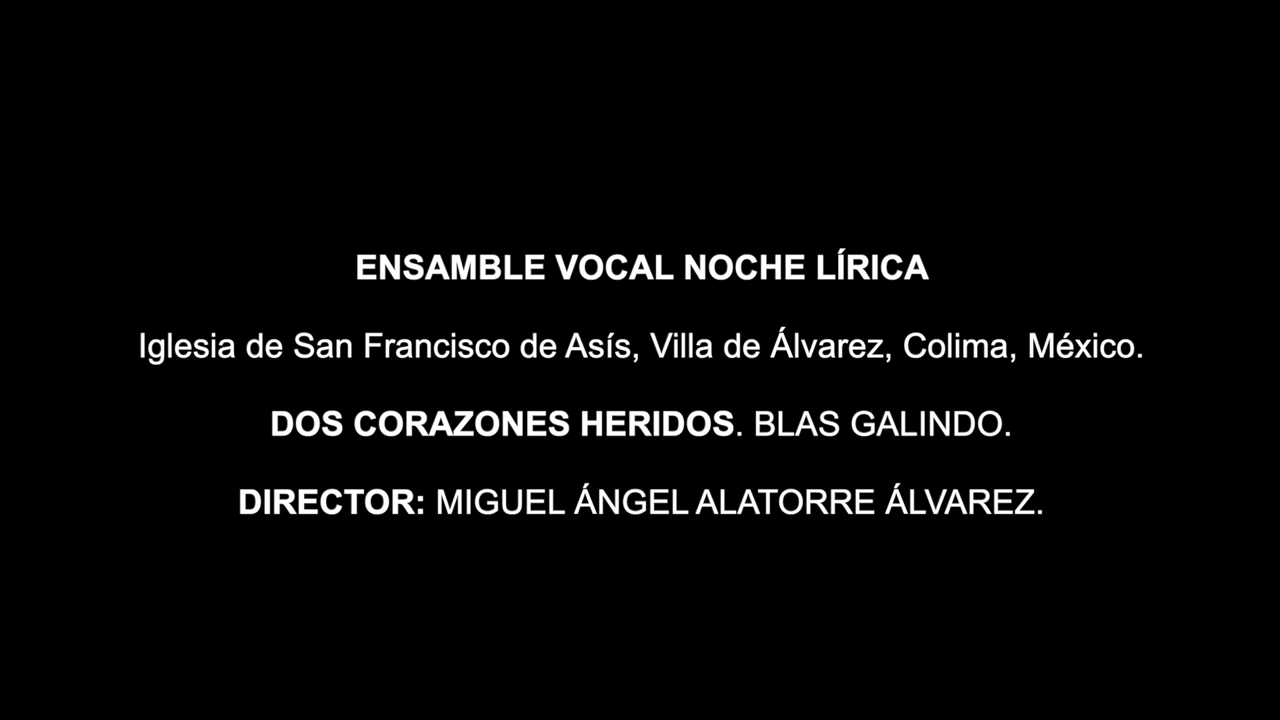 ENSAMBLE VOCAL NOCHE LÍRICA
Iglesia de San Francisco de Asís, Villa de Álvarez, Colima, México.
DOS CORAZONES HERIDOS. BLAS GALINDO.
DIRECTOR: MIGUEL ÁNGEL ALATORRE ÁLVAREZ.